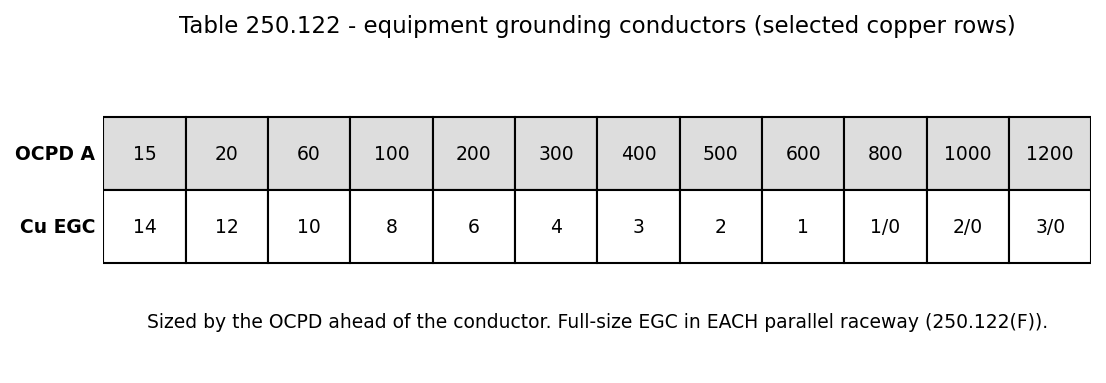 Table 250.122 - equipment grounding conductors (selected copper rows)
OCPD A 15 20 60 100 200 300 400 500 600 800 1000 1200
Cu EGC 14 12 10 8 6 4 3 2 1 1/0 2/0 3/0
Sized by the OCPD ahead of the conductor. Full-size EGC in EACH parallel raceway (250.122(F)).